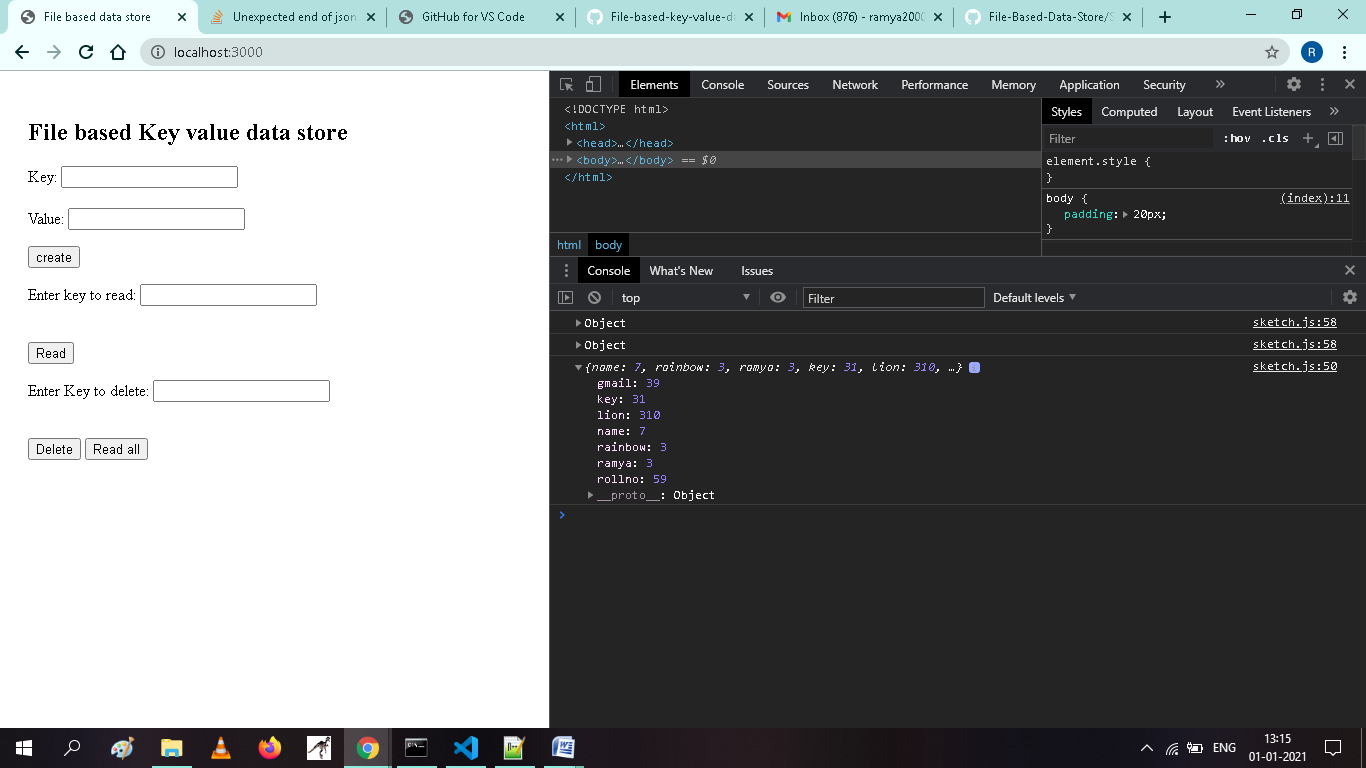 File based data store
Unexpected end of json
GitHub for VS Code
File-based-key-value-da
Inbox (876) - ramya200
File-Based-Data-Store/S
R
localhost:3000
File based Key value data store
Key:
Value:
create
Enter key to read:
Read
Enter Key to delete:
Delete Read all
Elements Console Sources Network Performance Memory Application Security »
<!DOCTYPE html>
<html>
<head>…</head>
<body>…</body> == $0
</html>
html body
Styles Computed Layout Event Listeners »
Filter :hov .cls +
element.style {
}
body { (index):11
padding: 20px;
}
Console What's New Issues
top Filter Default levels
Object sketch.js:58
Object sketch.js:58
{name: 7, rainbow: 3, ramya: 3, key: 31, lion: 310, …} sketch.js:50
gmail: 39
key: 31
lion: 310
name: 7
rainbow: 3
ramya: 3
rollno: 59
__proto__: Object
ENG
13:15
01-01-2021